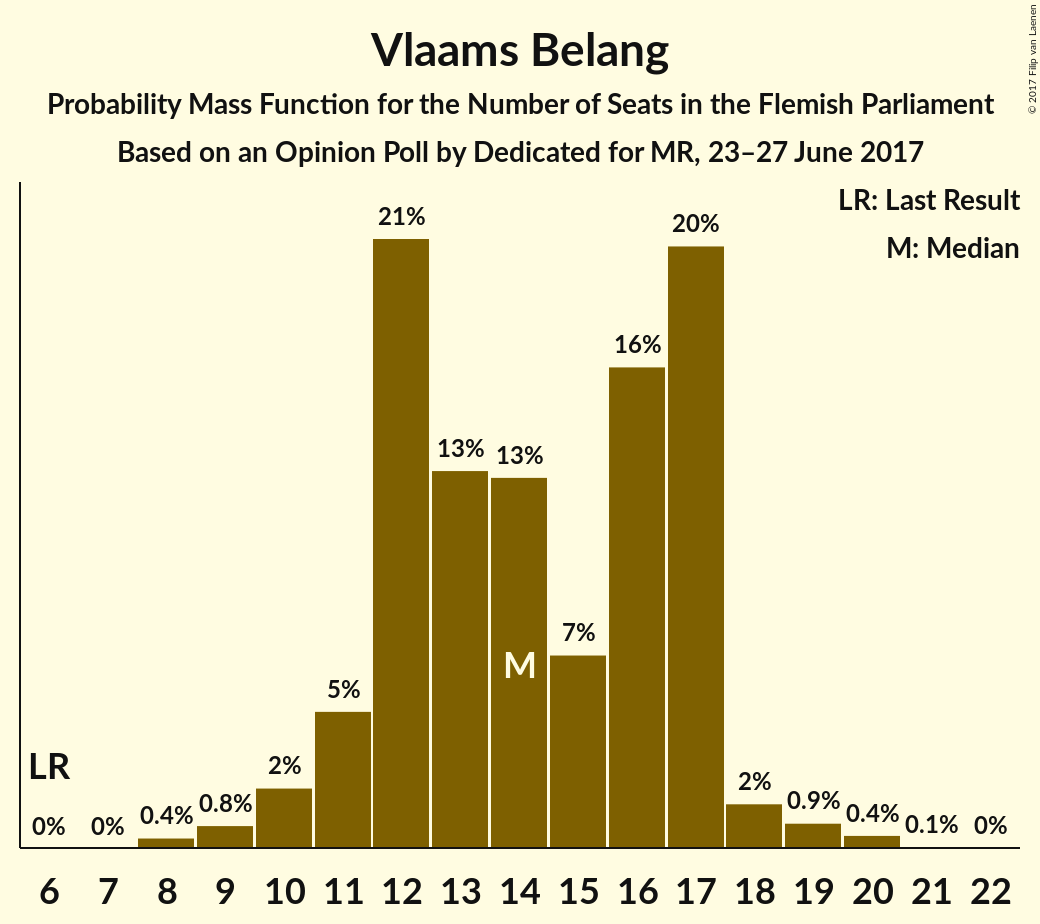 Vlaams Belang
Probability Mass Function for the Number of Seats in the Flemish Parliament
Based on an Opinion Poll by Dedicated for MR, 23–27 June 2017
© 2017 Filip van Laenen
LR: Last Result
M: Median
21%
20%
16%
13%
13%
7%
M
5%
LR
2%
2%
0%
0%
0.4%
0.8%
0.9%
0.4%
0.1%
0%
6 7 8 9 10 11 12 13 14 15 16 17 18 19 20 21 22